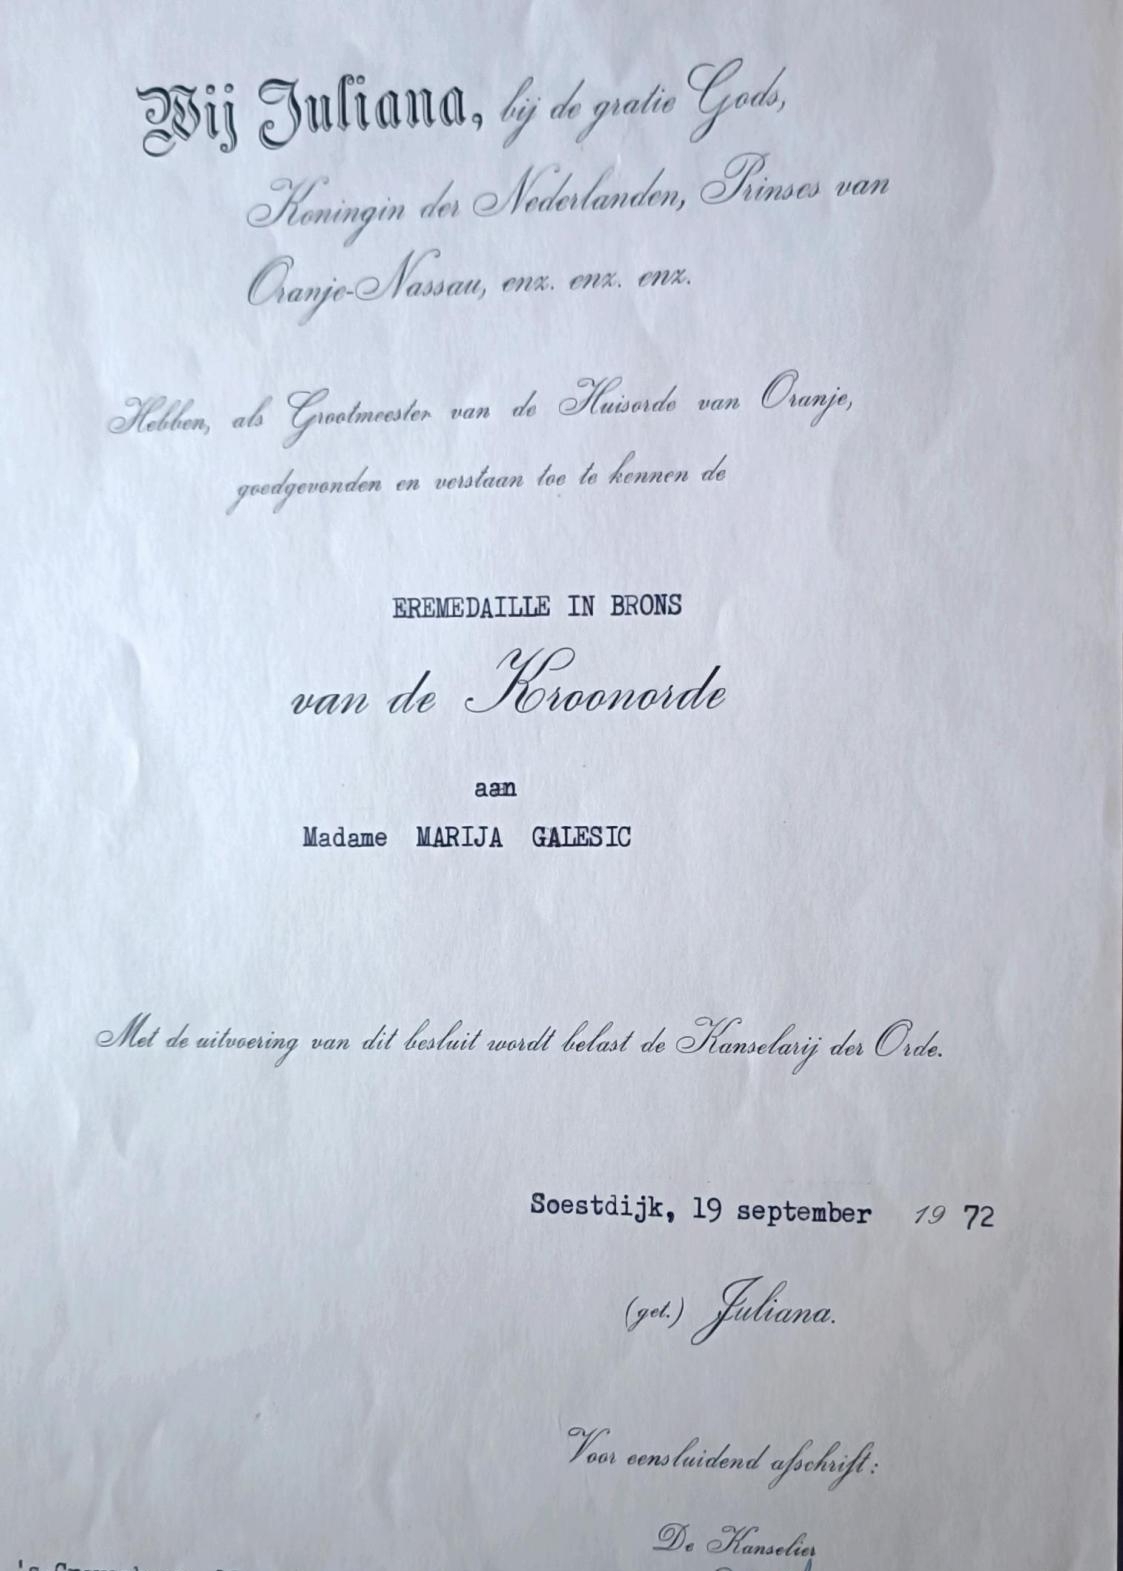 Wij Juliana, bij de gratie Gods,
Koningin der Nederlanden, Prinses van
Oranje-Nassau, enz. enz. enz.
Hebben, als Grootmeester van de Huisorde van Oranje,
goedgevonden en verstaan toe te kennen de
EREMEDAILLE IN BRONS
van de Kroonorde
aan
Madame MARIJA GALESIC
Met de uitvoering van dit besluit wordt belast de Kanselarij der Orde.
Soestdijk, 19 september 19 72
(get.) Juliana.
Voor eensluidend afschrift:
De Kanselier